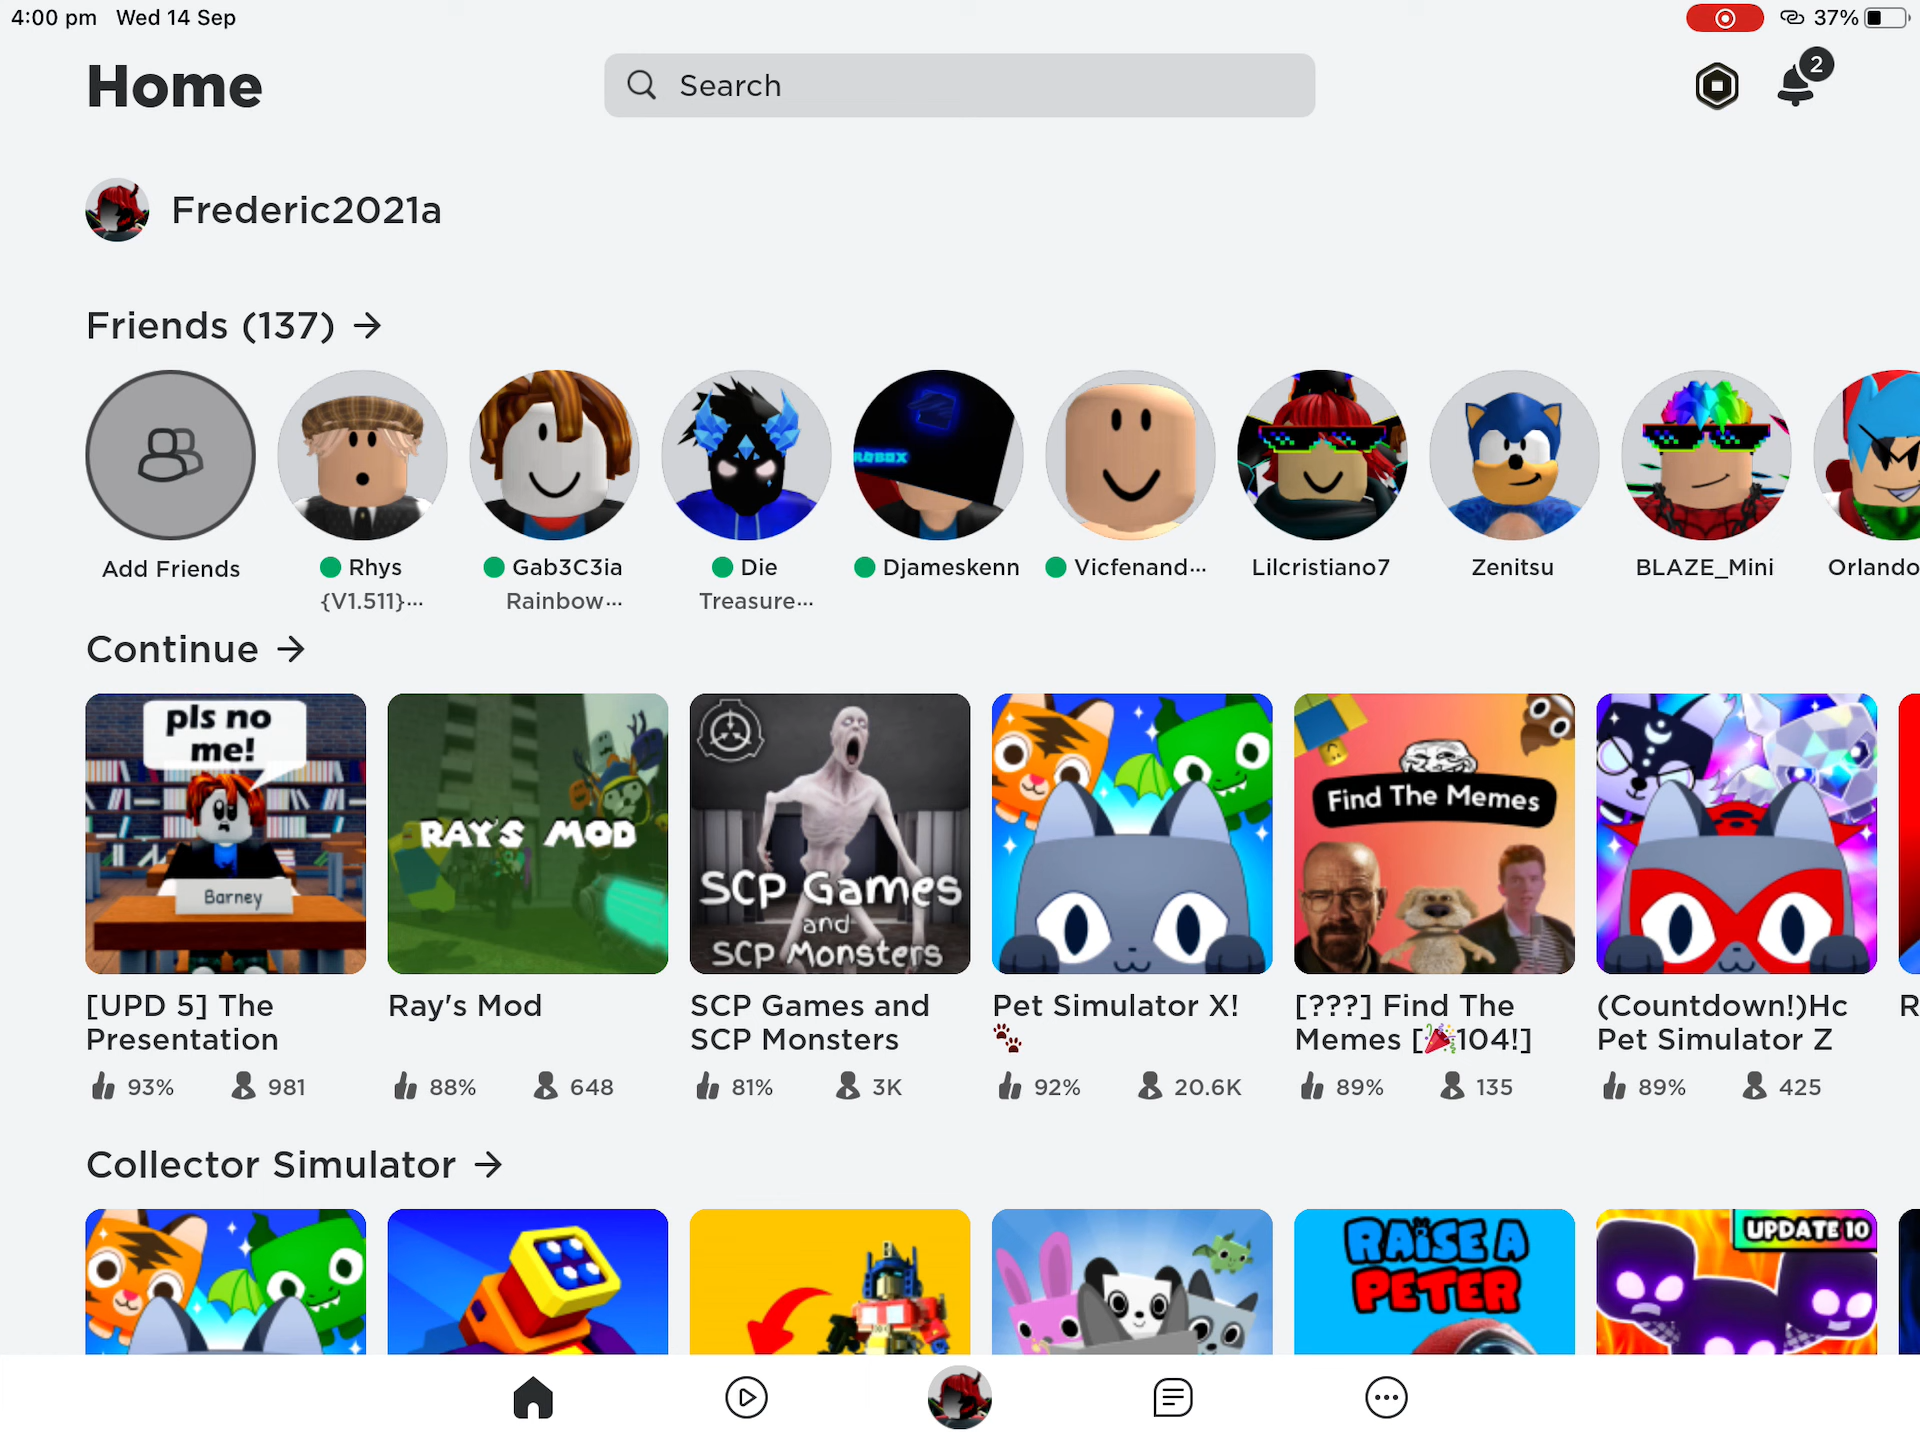 4:00 pm Wed 14 Sep
37%
Home
Search
2
Frederic2021a
Friends (137)
ROBOX
Add Friends
Rhys
Gab3C3ia
Die
Djameskenn
Vicfenand...
Lilcristiano7
Zenitsu
BLAZE_Mini
Orlando
{V1.511}...
Rainbow...
Treasure...
Continue
pls no
me!
Barney
RAY'S MOD
SCP Games
and
SCP Monsters
Find The Memes
[UPD 5] The
Presentation
Ray's Mod
SCP Games and
SCP Monsters
Pet Simulator X!
🐾
[???] Find The
Memes [🎉104!]
(Countdown!)Hc
Pet Simulator Z
R
93% 981
88% 648
81% 3K
92% 20.6K
89% 135
89% 425
Collector Simulator
RAISE A
PETER
UPDATE 10